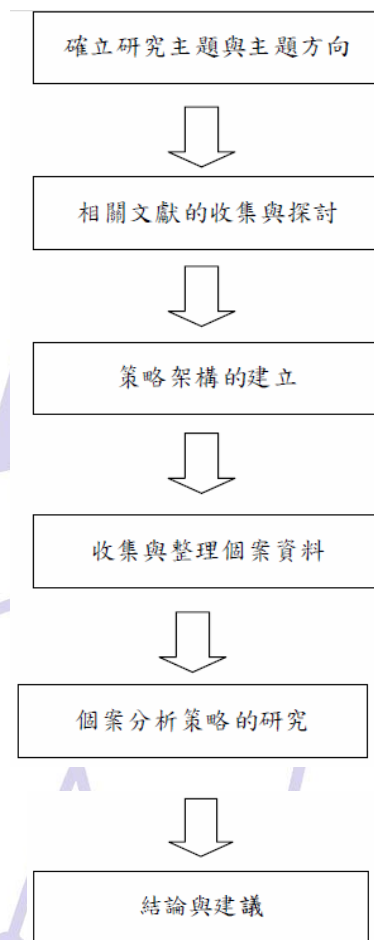 確立研究主題與主題方向
相關文獻的收集與探討
策略架構的建立
收集與整理個案資料
個案分析策略的研究
結論與建議